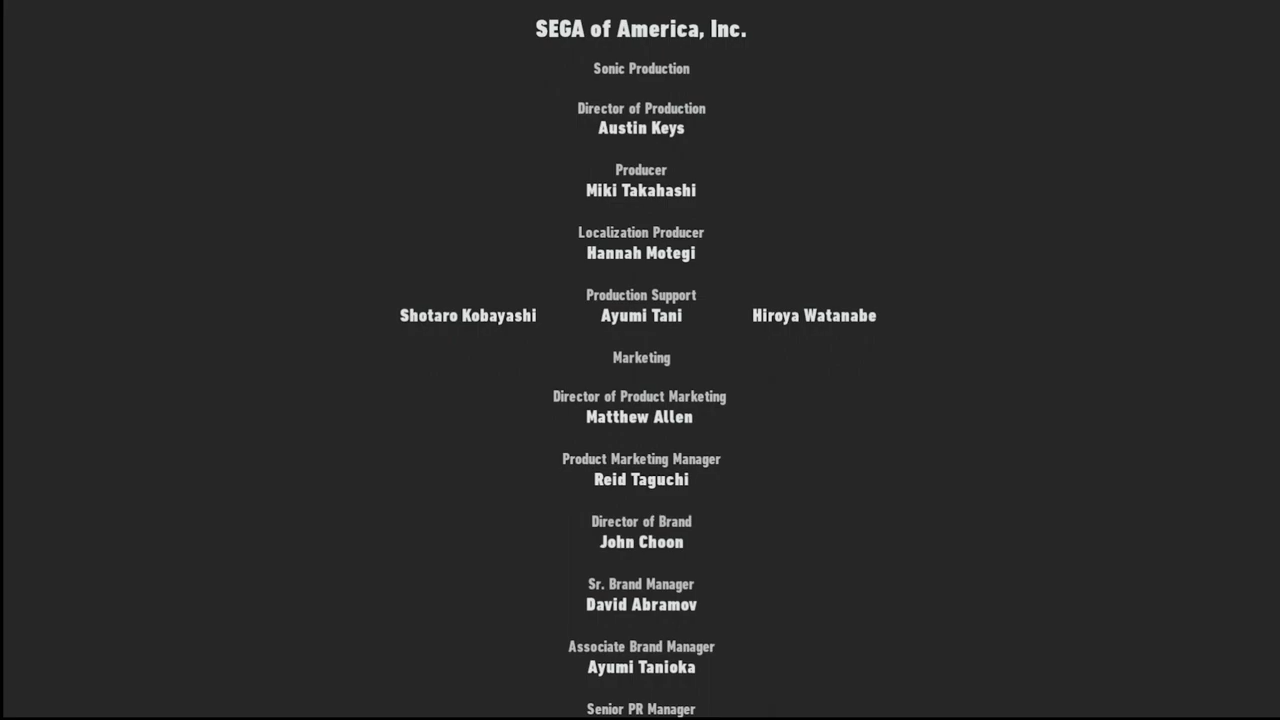 SEGA of America, Inc.
Sonic Production
Director of Production
Austin Keys
Producer
Miki Takahashi
Localization Producer
Hannah Motegi
Production Support
Shotaro Kobayashi Ayumi Tani Hiroya Watanabe
Marketing
Director of Product Marketing
Matthew Allen
Product Marketing Manager
Reid Taguchi
Director of Brand
John Choon
Sr. Brand Manager
David Abramov
Associate Brand Manager
Ayumi Tanioka
Senior PR Manager